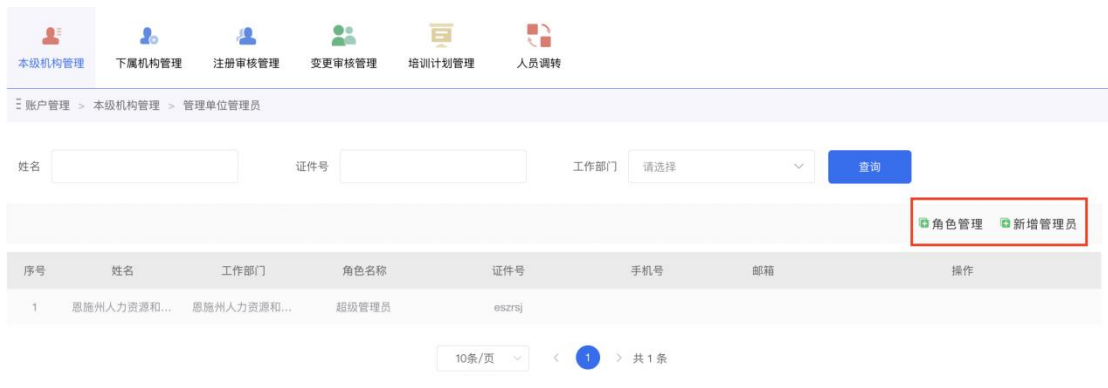 本级机构管理 下属机构管理 注册审核管理 变更审核管理 培训计划管理 人员调转
账户管理 > 本级机构管理 > 管理单位管理员
姓名 证件号 工作部门 请选择 查询
角色管理 新增管理员
序号 姓名 工作部门 角色名称 证件号 手机号 邮箱 操作
1 恩施州人力资源和... 恩施州人力资源和... 超级管理员 eszrsj
10条/页 < 1 > 共 1 条